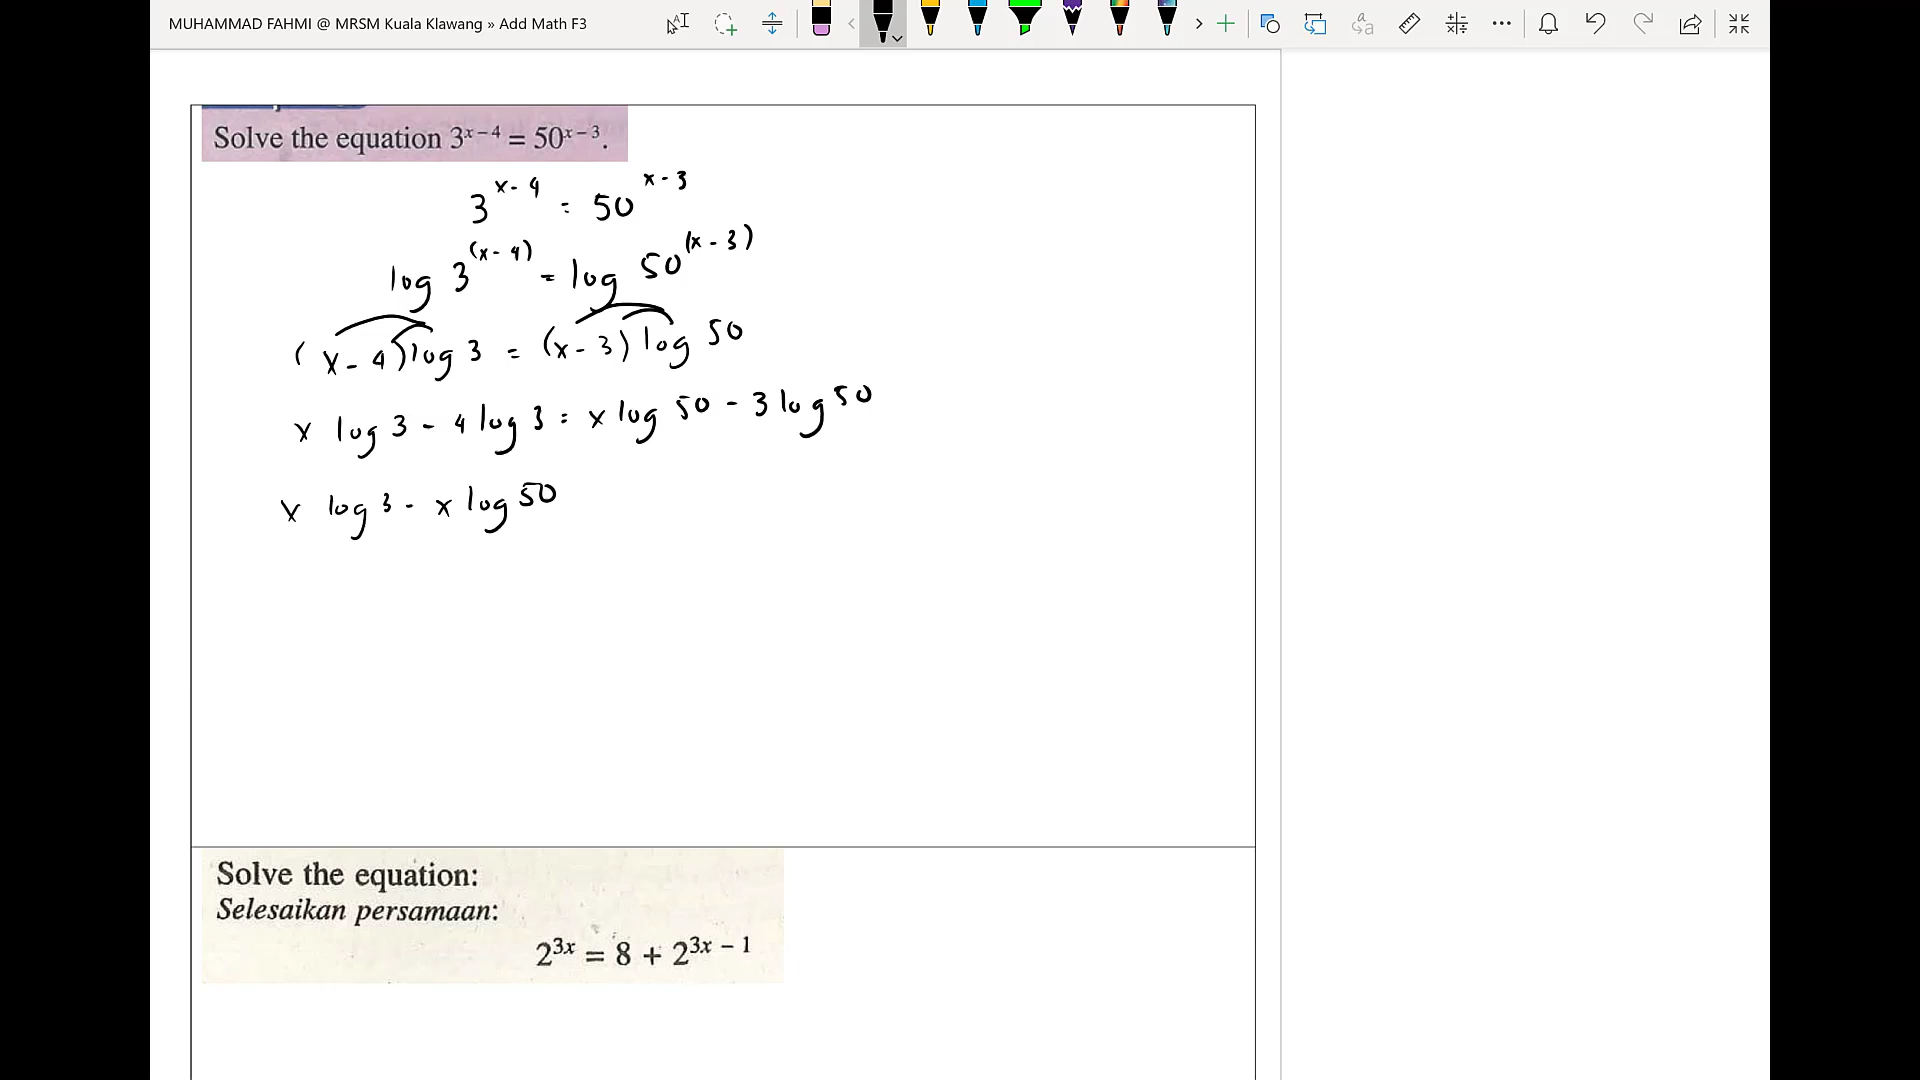 MUHAMMAD FAHMI @ MRSM Kuala Klawang » Add Math F3
Solve the equation 3^{x-4} = 50^{x-3}.
3^{x-4} = 50^{x-3}
log 3^{(x-4)} = log 50^{(x-3)}
(x-4) log 3 = (x-3) log 50
x log 3 - 4 log 3 = x log 50 - 3 log 50
x log 3 - x log 50
Solve the equation:
Selesaikan persamaan:
2^{3x} = 8 + 2^{3x-1}